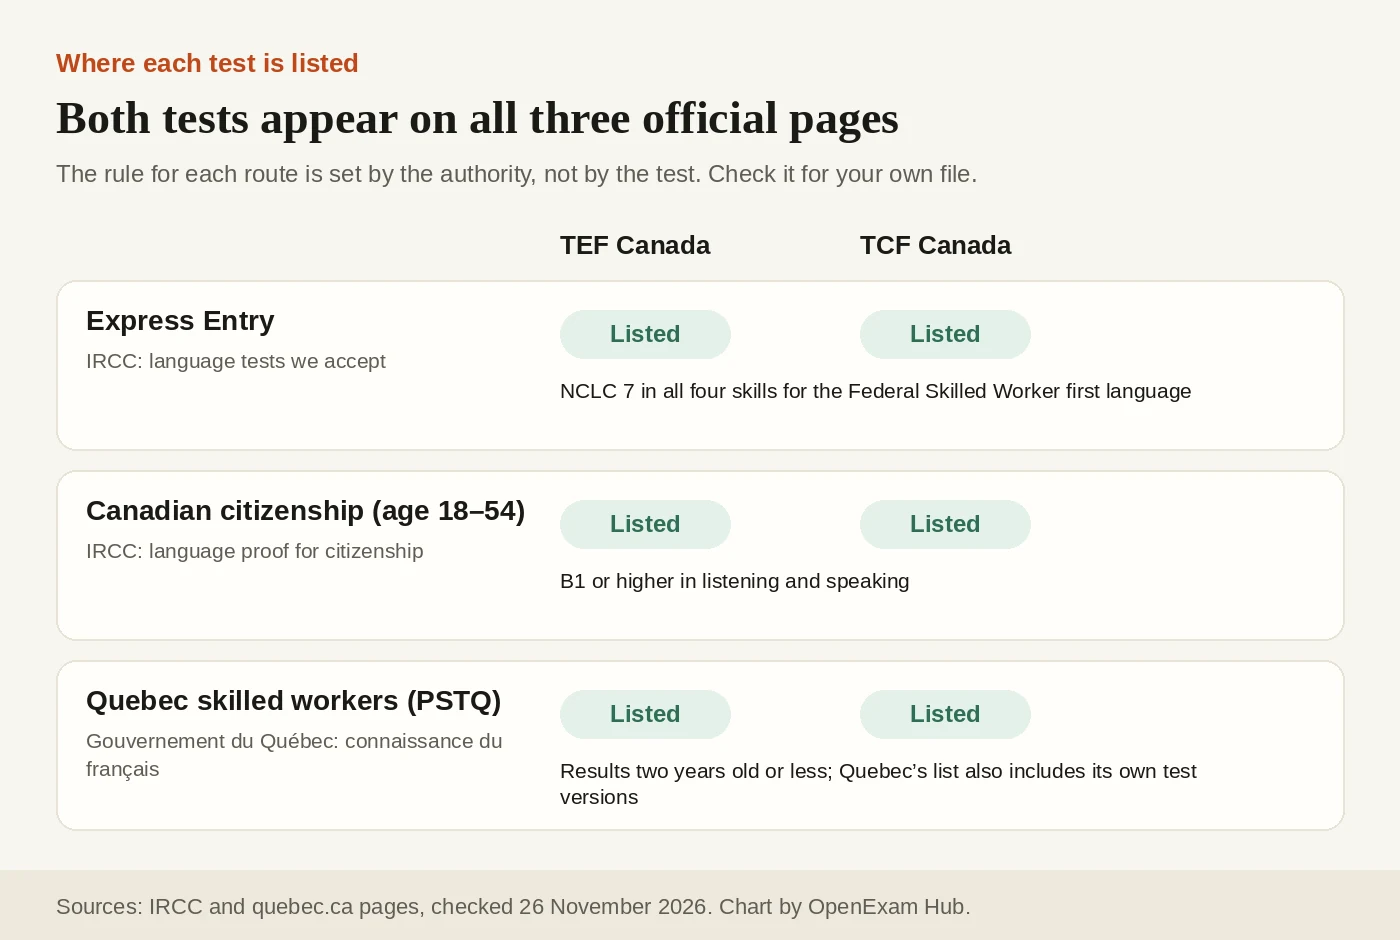 Where each test is listed
Both tests appear on all three official pages
The rule for each route is set by the authority, not by the test. Check it for your own file.
TEF Canada
TCF Canada
Express Entry
IRCC: language tests we accept
Listed
Listed
NCLC 7 in all four skills for the Federal Skilled Worker first language
Canadian citizenship (age 18–54)
IRCC: language proof for citizenship
Listed
Listed
B1 or higher in listening and speaking
Quebec skilled workers (PSTQ)
Gouvernement du Québec: connaissance du
français
Listed
Listed
Results two years old or less; Quebec’s list also includes its own test
versions
Sources: IRCC and quebec.ca pages, checked 26 November 2026. Chart by OpenExam Hub.